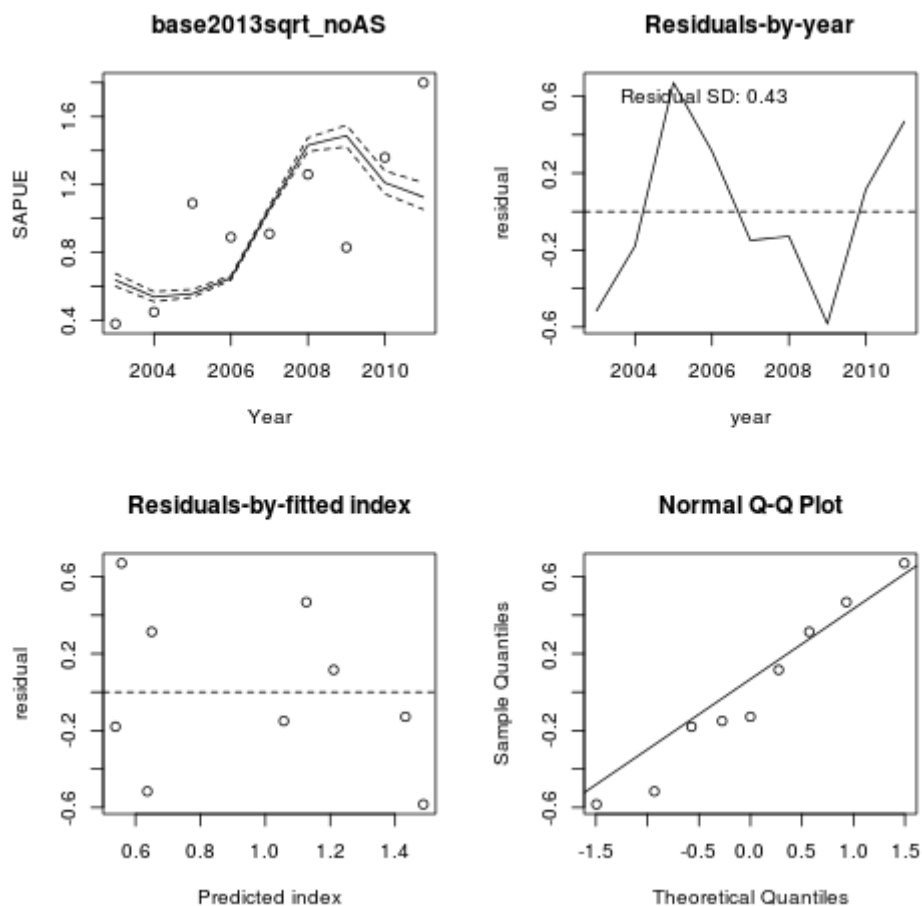 base2013sqrt_noAS
SAPUE
0.4 0.8 1.2 1.6
2004 2006 2008 2010
Year
Residuals-by-year
Residual SD: 0.43
residual
-0.6 -0.2 0.2 0.6
2004 2006 2008 2010
year
Residuals-by-fitted index
residual
-0.6 -0.2 0.2 0.6
0.6 0.8 1.0 1.2 1.4
Predicted index
Normal Q-Q Plot
Sample Quantiles
-0.6 -0.2 0.2 0.6
-1.5 -0.5 0.0 0.5 1.0 1.5
Theoretical Quantiles